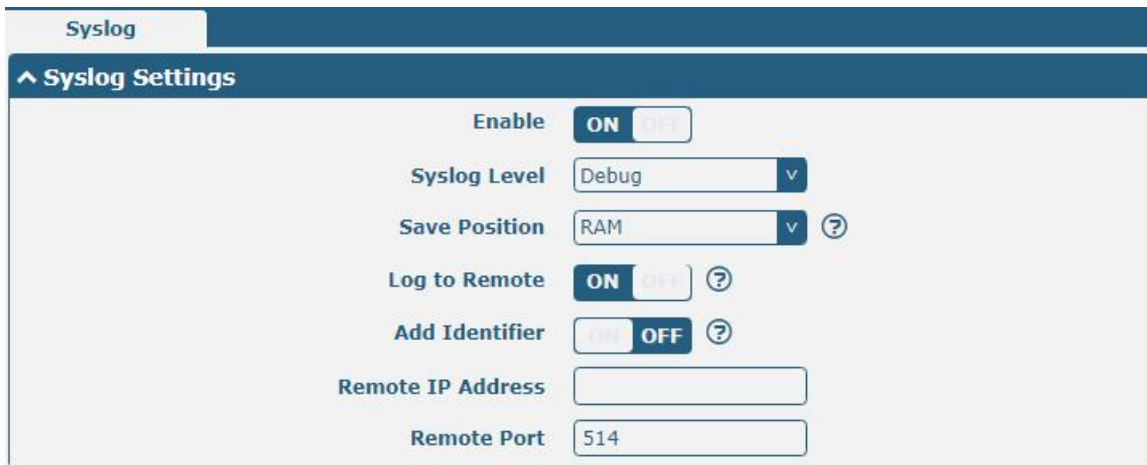 Syslog
Syslog Settings
Enable ON OFF
Syslog Level Debug
Save Position RAM ?
Log to Remote ON OFF ?
Add Identifier ON OFF ?
Remote IP Address
Remote Port 514